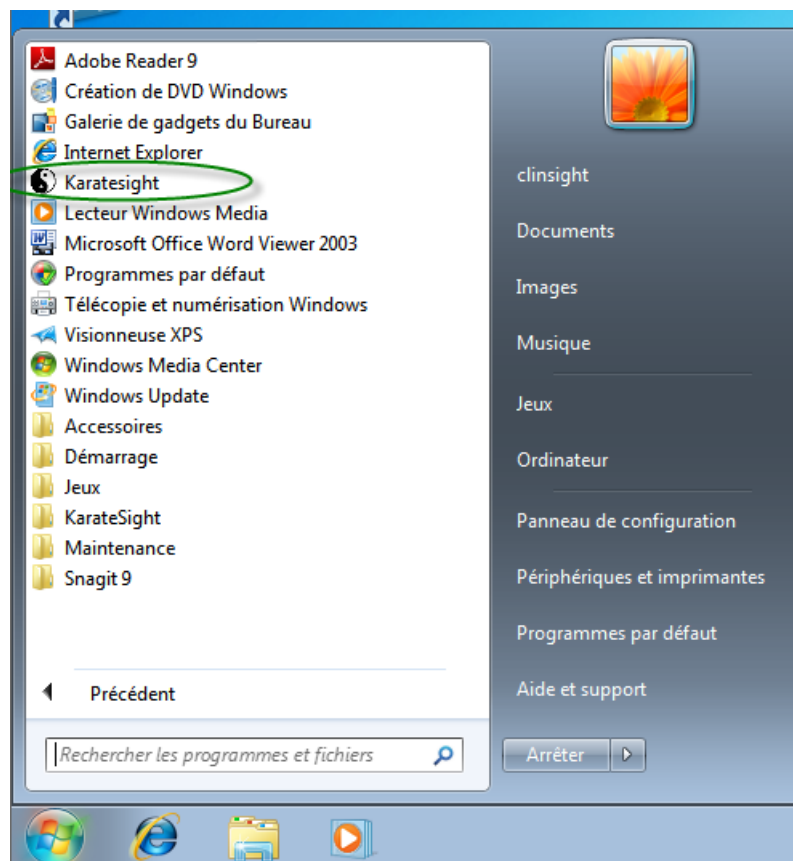 Adobe Reader 9
Création de DVD Windows
Galerie de gadgets du Bureau
Internet Explorer
Karatesight
Lecteur Windows Media
Microsoft Office Word Viewer 2003
Programmes par défaut
Télécopie et numérisation Windows
Visionneuse XPS
Windows Media Center
Windows Update
Accessoires
Démarrage
Jeux
KarateSight
Maintenance
Snagit 9
Précédent
Rechercher les programmes et fichiers
clinsight
Documents
Images
Musique
Jeux
Ordinateur
Panneau de configuration
Périphériques et imprimantes
Programmes par défaut
Aide et support
Arrêter